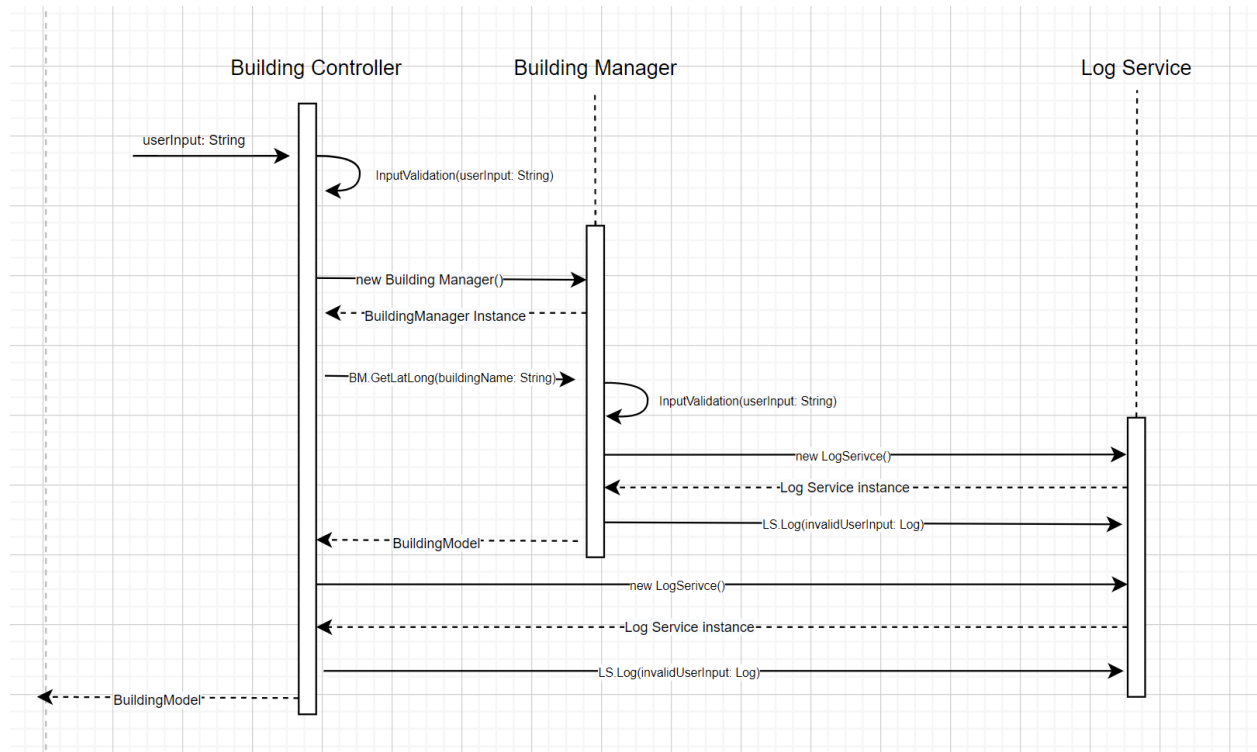 Building Controller
Building Manager
Log Service
userInput: String
InputValidation(userInput: String)
new Building Manager()
BuildingManager Instance
BM.GetLatLong(buildingName: String)
InputValidation(userInput: String)
new LogSerivce()
Log Service instance
LS.Log(invalidUserInput: Log)
BuildingModel
new LogSerivce()
Log Service instance
LS.Log(invalidUserInput: Log)
BuildingModel